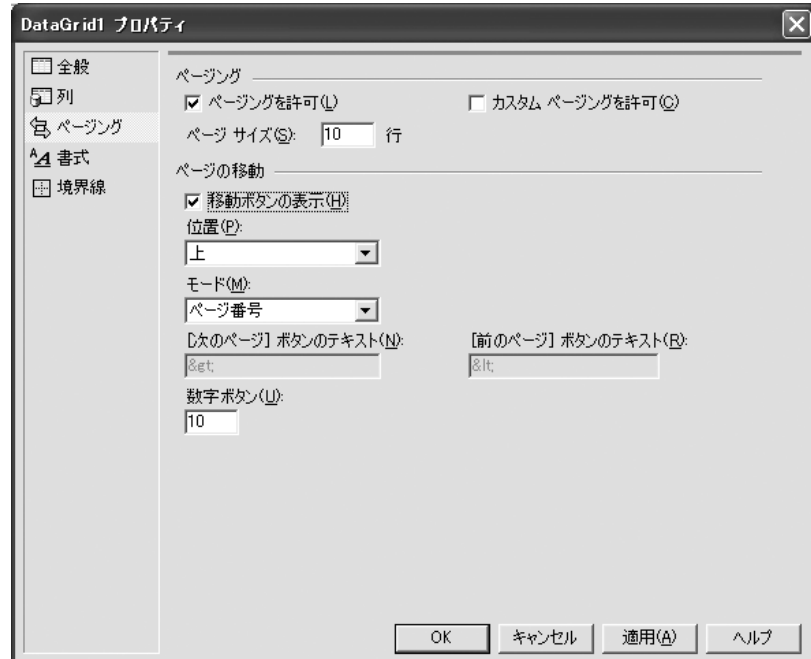 DataGrid1 プロパティ
全般
列
ページング
書式
境界線
ページング
ページングを許可(L)
カスタム ページングを許可(C)
ページ サイズ(S): 10 行
ページの移動
移動ボタンの表示(H)
位置(P):
上
モード(M):
ページ番号
[次のページ] ボタンのテキスト(N):
[前のページ] ボタンのテキスト(R):
&gt;
&lt;
数字ボタン(U):
10
OK
キャンセル
適用(A)
ヘルプ